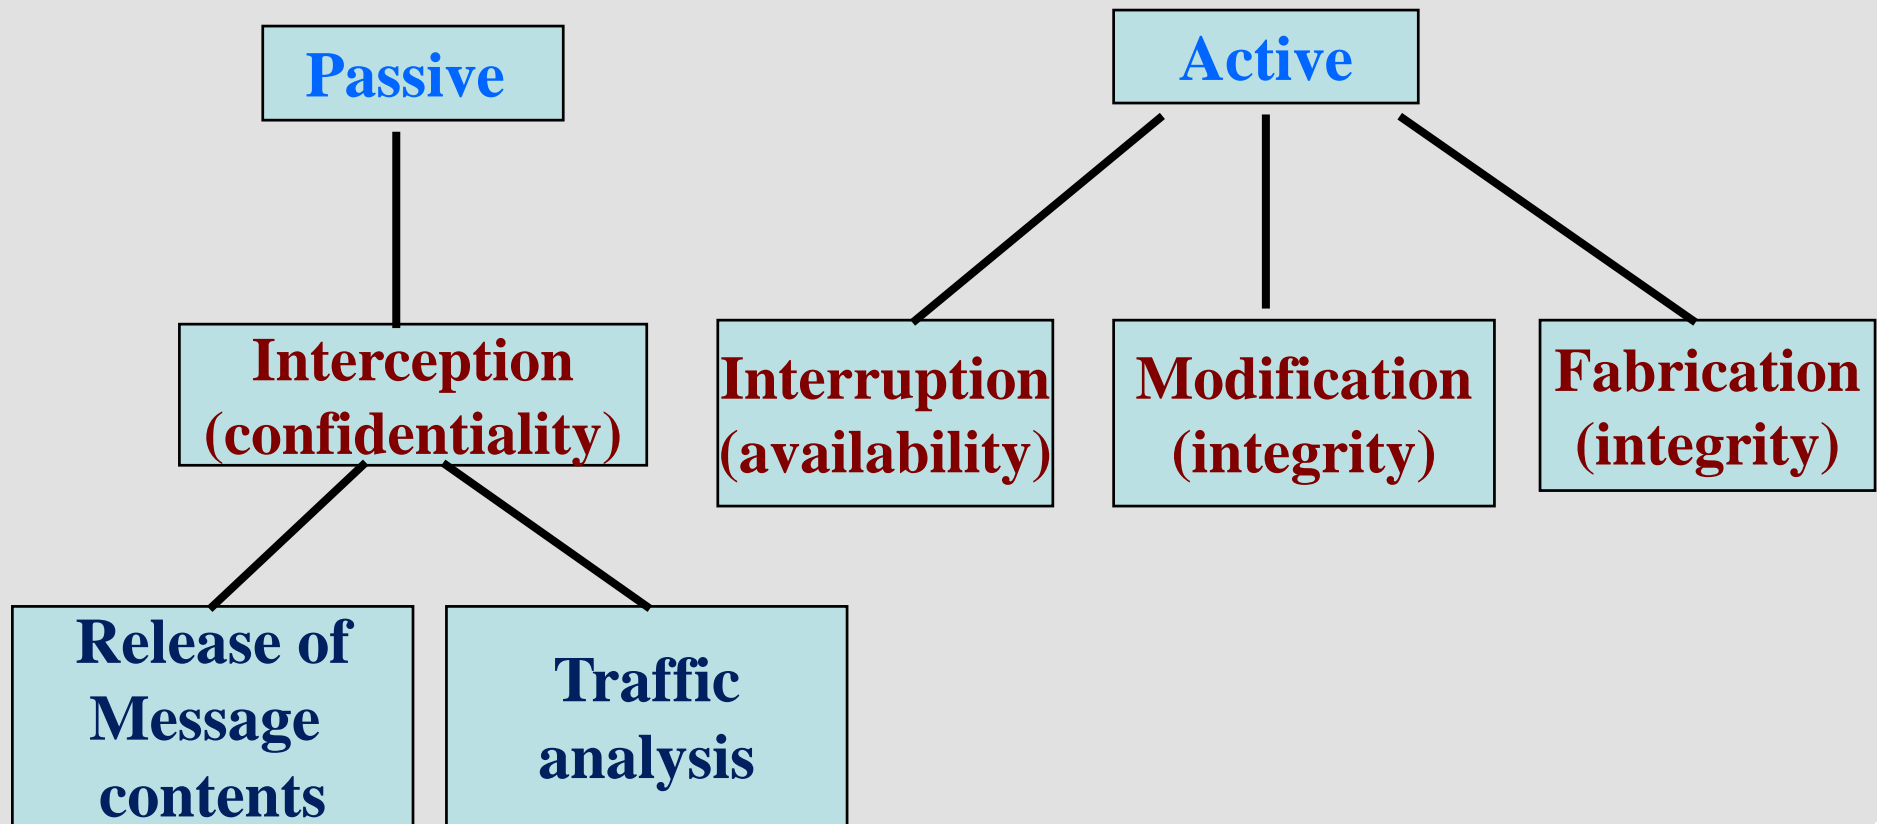 Passive
Active
Interception
(confidentiality)
Interruption
(availability)
Modification
(integrity)
Fabrication
(integrity)
Release of
Message
contents
Traffic
analysis